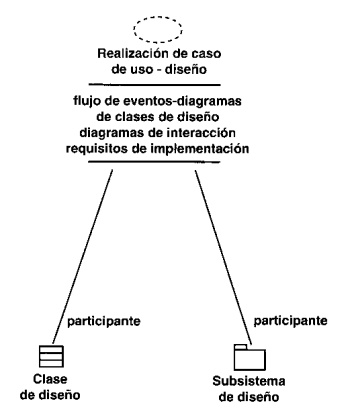 Realización de caso
de uso - diseño
flujo de eventos-diagramas
de clases de diseño
diagramas de interacción
requisitos de implementación
participante
participante
Clase
de diseño
Subsistema
de diseño